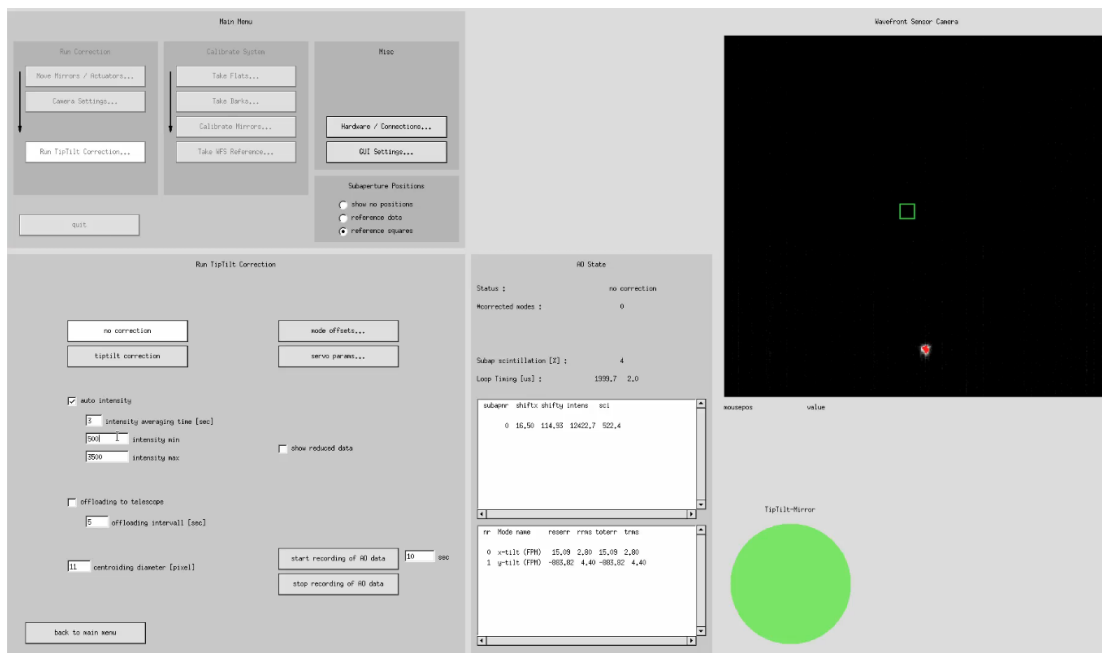 Main Menu
Run Correction
Move Mirrors / Actuators...
Camera Settings...
Run TipTilt Correction...
quit
Calibrate System
Take Flats...
Take Darks...
Calibrate Mirrors...
Take WFS Reference...
Misc
Hardware / Connections...
GUI Settings...
Subaperture Positions
show no positions
reference dots
reference squares
Run TipTilt Correction
no correction
mode offsets...
tiptilt correction
servo params...
auto intensity
3 intensity averaging time [sec]
500 intensity min
3500 intensity max
show reduced data
offloading to telescope
5 offloading intervall [sec]
11 centroiding diameter [pixel]
start recording of AO data 10 sec
stop recording of AO data
back to main menu
AO State
Status : no correction
#corrected modes : 0
Subap scintillation [%] : 4
Loop Timing [us] : 1999.7 2.0
subapnr shiftx shifty intens sci
0 16.50 114.93 12422.7 522.4
nr Mode name reserr rrms toterr trms
0 x-tilt (FPM) 15.09 2.80 15.09 2.80
1 y-tilt (FPM) -883.82 4.40 -883.82 4.40
Wavefront Sensor Camera
mousepos value
TipTilt-Mirror